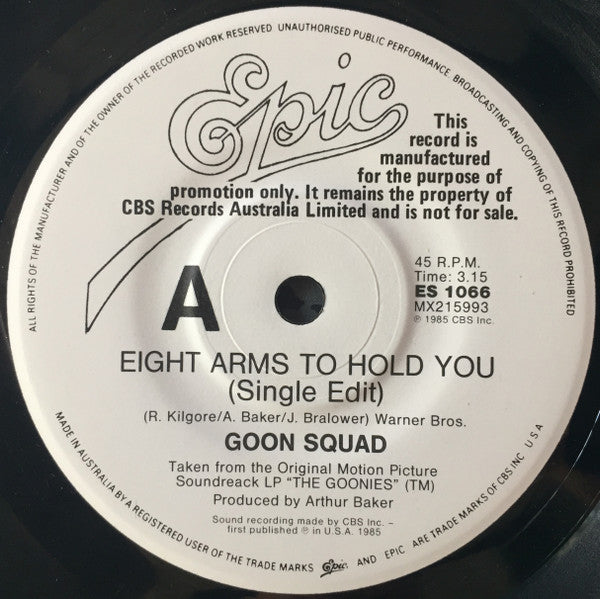 ALL RIGHTS OF THE MANUFACTURER AND OF THE OWNER OF THE RECORDED WORK RESERVED UNAUTHORISED PUBLIC PERFORMANCE, BROADCASTING AND COPYING OF THIS RECORD PROHIBITED
Epic
This
record is
manufactured
for the purpose of
promotion only. It remains the property of
CBS Records Australia Limited and is not for sale.
A
45 R.P.M.
Time: 3.15
ES 1066
MX215993
℗ 1985 CBS Inc.
EIGHT ARMS TO HOLD YOU
(Single Edit)
(R. Kilgore/A. Baker/J. Bralower) Warner Bros.
GOON SQUAD
Taken from the Original Motion Picture
Soundreack LP “THE GOONIES” (TM)
Produced by Arthur Baker
Sound recording made by CBS Inc. –
first published ℗ in U.S.A. 1985
MADE IN AUSTRALIA BY A REGISTERED USER OF THE TRADE MARKS Epic AND EPIC ARE TRADE MARKS OF CBS INC USA